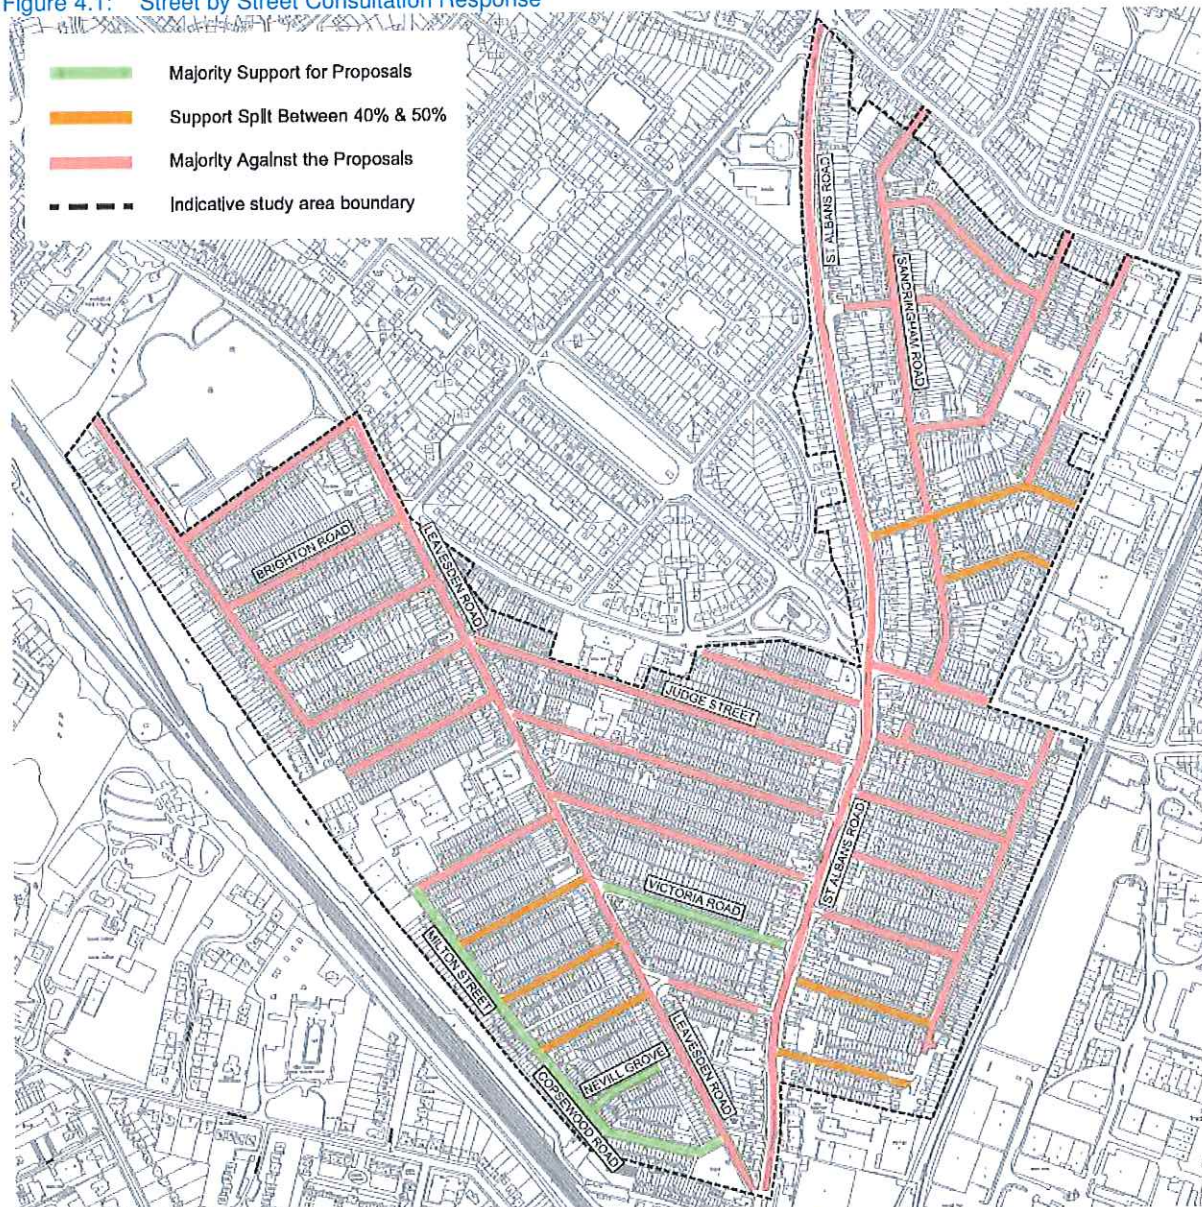 Figure 4.1: Street by Street Consultation Response
Majority Support for Proposals
Support Split Between 40% & 50%
Majority Against the Proposals
Indicative study area boundary
ST ALBANS ROAD
SANDRINGHAM ROAD
BRIGHTON ROAD
LEAVESDEN ROAD
JUDGE STREET
ST ALBANS ROAD
VICTORIA ROAD
MILTON STREET
LEAVESDEN ROAD
NEVILL GROVE
COPSEWOOD ROAD